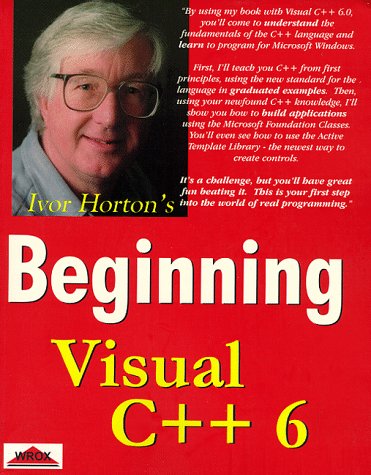 "By using my book with Visual C++ 6.0,
you'll come to understand the
fundamentals of the C++ language and
learn to program for Microsoft Windows.
First, I'll teach you C++ from first
principles, using the new standard for the
language in graduated examples. Then,
using your newfound C++ knowledge, I'll
show you how to build applications
using the Microsoft Foundation Classes.
You'll even see how to use the Active
Template Library - the newest way to
create controls.
It's a challenge, but you'll have great
fun beating it. This is your first step
into the world of real programming."
Ivor Horton's
Beginning
Visual
C++ 6
WROX